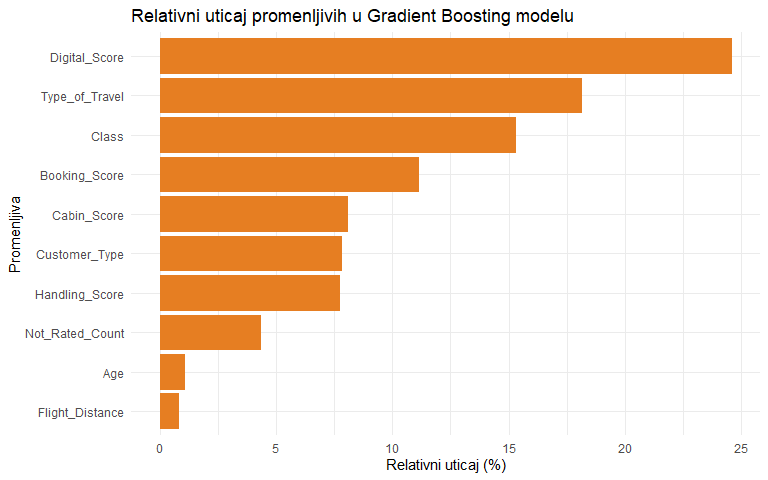 Relativni uticaj promenljivih u Gradient Boosting modelu
Promenljiva
Digital_Score
Type_of_Travel
Class
Booking_Score
Cabin_Score
Customer_Type
Handling_Score
Not_Rated_Count
Age
Flight_Distance
0 5 10 15 20 25
Relativni uticaj (%)